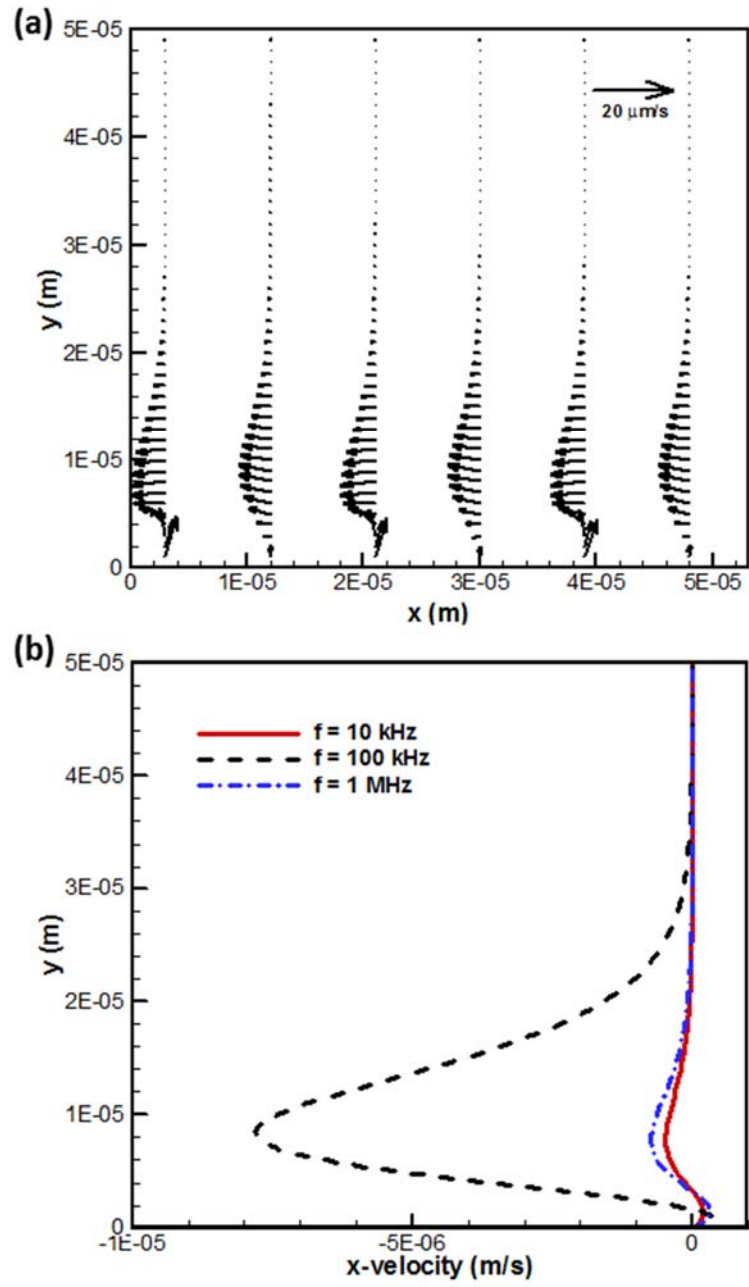 (a)
5E-05
4E-05
3E-05
2E-05
1E-05
0
y (m)
20 μm/s
0
1E-05
2E-05
3E-05
4E-05
5E-05
x (m)
(b)
5E-05
4E-05
3E-05
2E-05
1E-05
0
y (m)
f = 10 kHz
f = 100 kHz
f = 1 MHz
-1E-05
-5E-06
0
x-velocity (m/s)